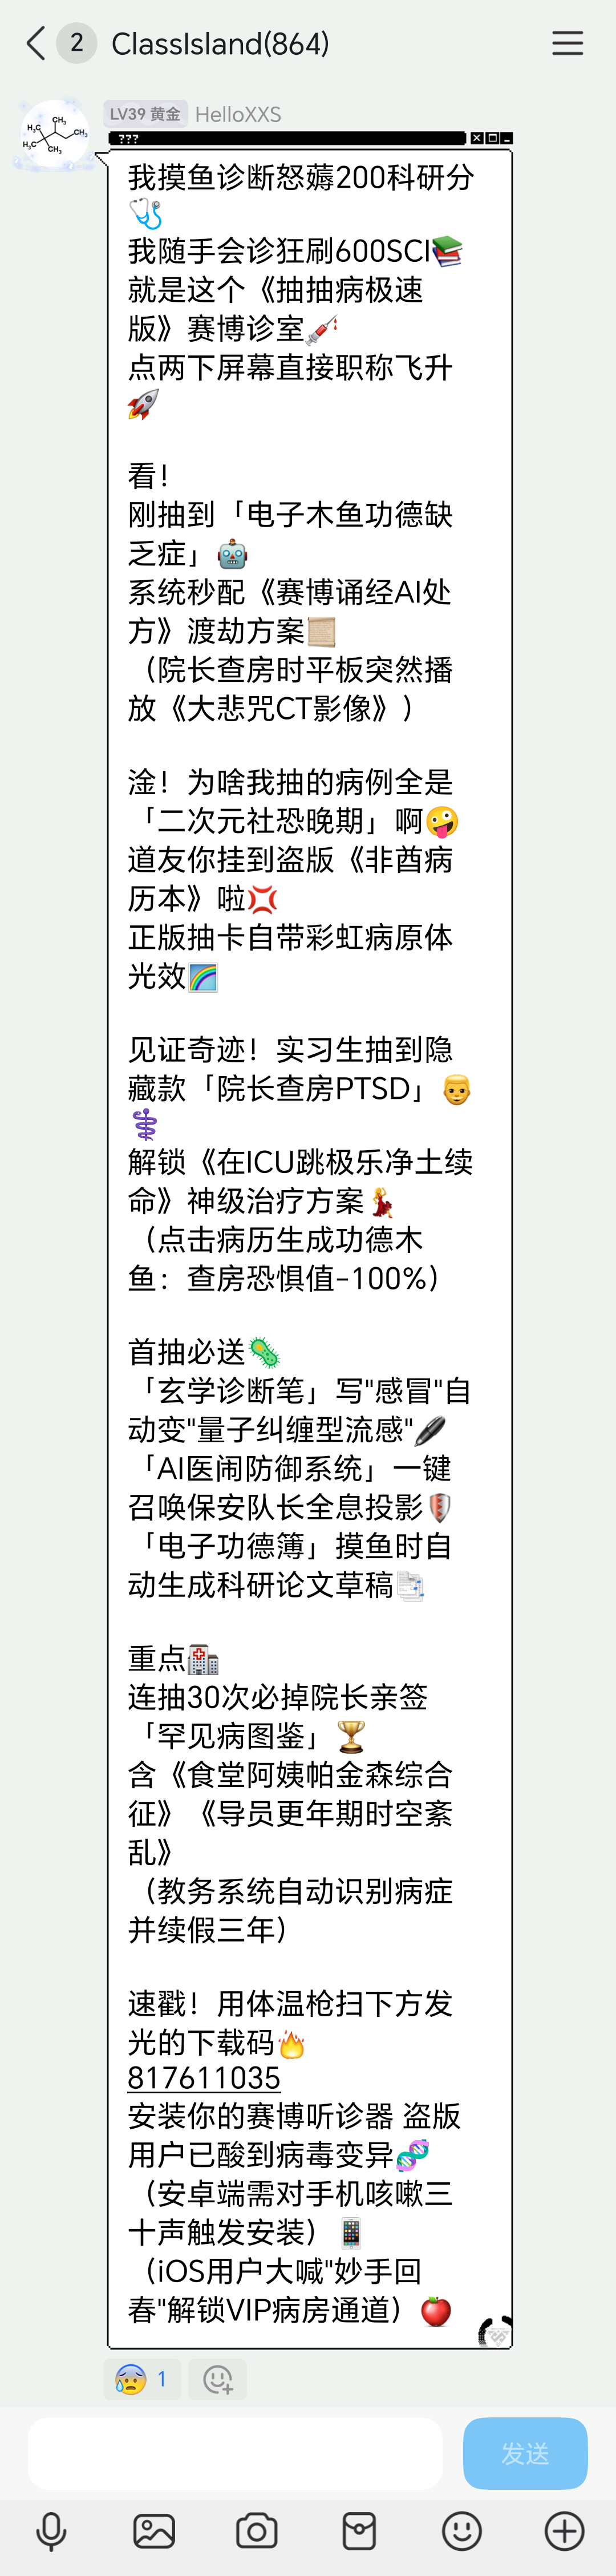 2
ClassIsland(864)
LV39 黄金 HelloXXS
???
我摸鱼诊断怒薅200科研分
🩺
我随手会诊狂刷600SCI📚
就是这个《抽抽病极速
版》赛博诊室💉
点两下屏幕直接职称飞升
🚀
看！
刚抽到「电子木鱼功德缺
乏症」🤖
系统秒配《赛博诵经AI处
方》渡劫方案📜
（院长查房时平板突然播
放《大悲咒CT影像》）
淦！为啥我抽的病例全是
「二次元社恐晚期」啊🤪
道友你挂到盗版《非酋病
历本》啦💢
正版抽卡自带彩虹病原体
光效🌈
见证奇迹！实习生抽到隐
藏款「院长查房PTSD」👨
⚕️
解锁《在ICU跳极乐净土续
命》神级治疗方案💃
（点击病历生成功德木
鱼：查房恐惧值-100%）
首抽必送🦠
「玄学诊断笔」写"感冒"自
动变"量子纠缠型流感"🖋️
「AI医闹防御系统」一键
召唤保安队长全息投影🛡️
「电子功德簿」摸鱼时自
动生成科研论文草稿📑
重点🏥
连抽30次必掉院长亲签
「罕见病图鉴」🏆
含《食堂阿姨帕金森综合
征》《导员更年期时空紊
乱》
（教务系统自动识别病症
并续假三年）
速戳！用体温枪扫下方发
光的下载码🔥
817611035
安装你的赛博听诊器 盗版
用户已酸到病毒变异🧬
（安卓端需对手机咳嗽三
十声触发安装）📱
（iOS用户大喊"妙手回
春"解锁VIP病房通道）🍎
😰 1
发送